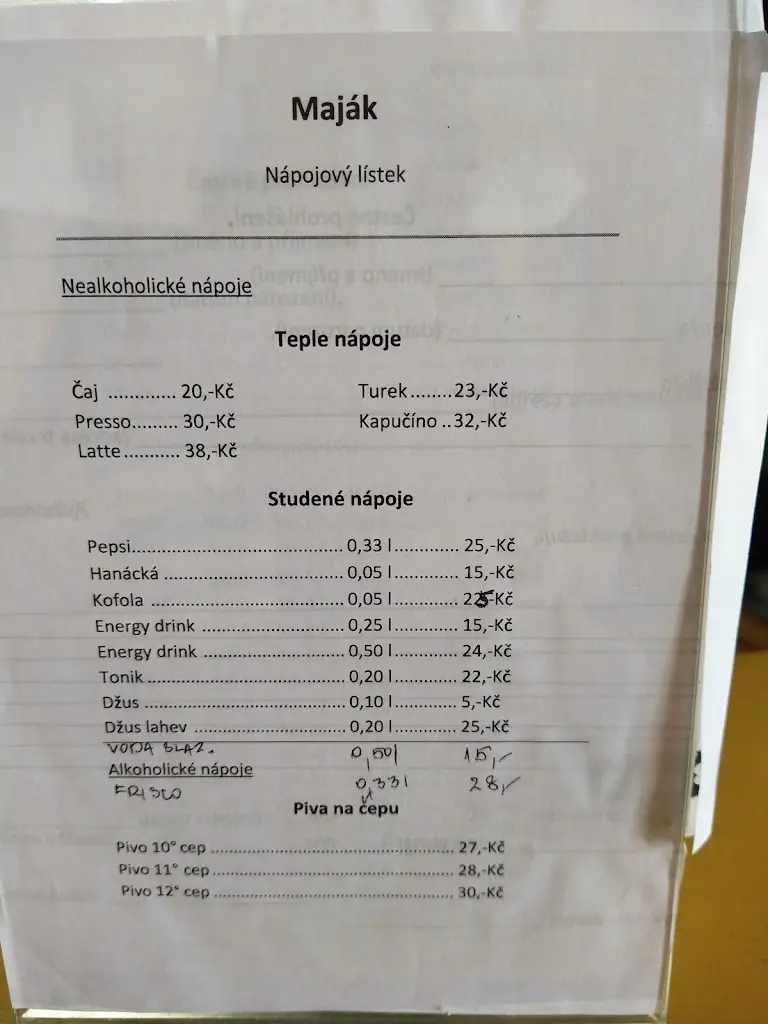 Maják
Nápojový lístek
Nealkoholické nápoje
Teple nápoje
Čaj ............. 20,-Kč Turek........23,-Kč
Presso......... 30,-Kč Kapučíno ..32,-Kč
Latte........... 38,-Kč
Studené nápoje
Pepsi.......................................... 0,33 l............. 25,-Kč
Hanácká .................................... 0,05 l............. 15,-Kč
Kofola ....................................... 0,05 l............. 25-Kč
Energy drink ............................. 0,25 l............. 15,-Kč
Energy drink ............................. 0,50 l............. 24,-Kč
Tonik ......................................... 0,20 l............. 22,-Kč
Džus .......................................... 0,10 l............. 5,-Kč
Džus lahev ................................ 0,20 l............. 25,-Kč
VODA SLAZ. 0,50l 15,-
Alkoholické nápoje
FRISCO 0,33l 28,-
Piva na čepu
Pivo 10° cep .................................................... 27,-Kč
Pivo 11° cep.................................................... 28,-Kč
Pivo 12° cep.................................................... 30,-Kč